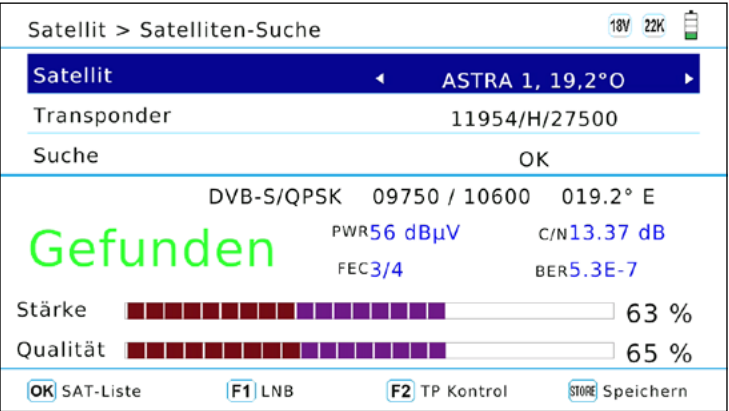 Satellit > Satelliten-Suche 18V 22K
Satellit ASTRA 1, 19,2°O
Transponder 11954/H/27500
Suche OK
DVB-S/QPSK 09750 / 10600 019.2° E
Gefunden
PWR56 dBµV C/N13.37 dB
FEC3/4 BER5.3E-7
Stärke 63 %
Qualität 65 %
OK SAT-Liste F1 LNB F2 TP Kontrol STORE Speichern